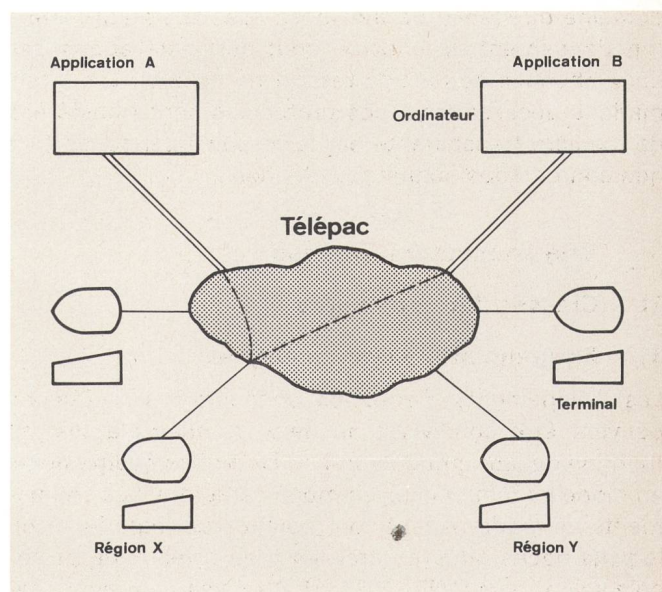 Application A
Application B
Ordinateur
Télépac
Terminal
Région X
Région Y